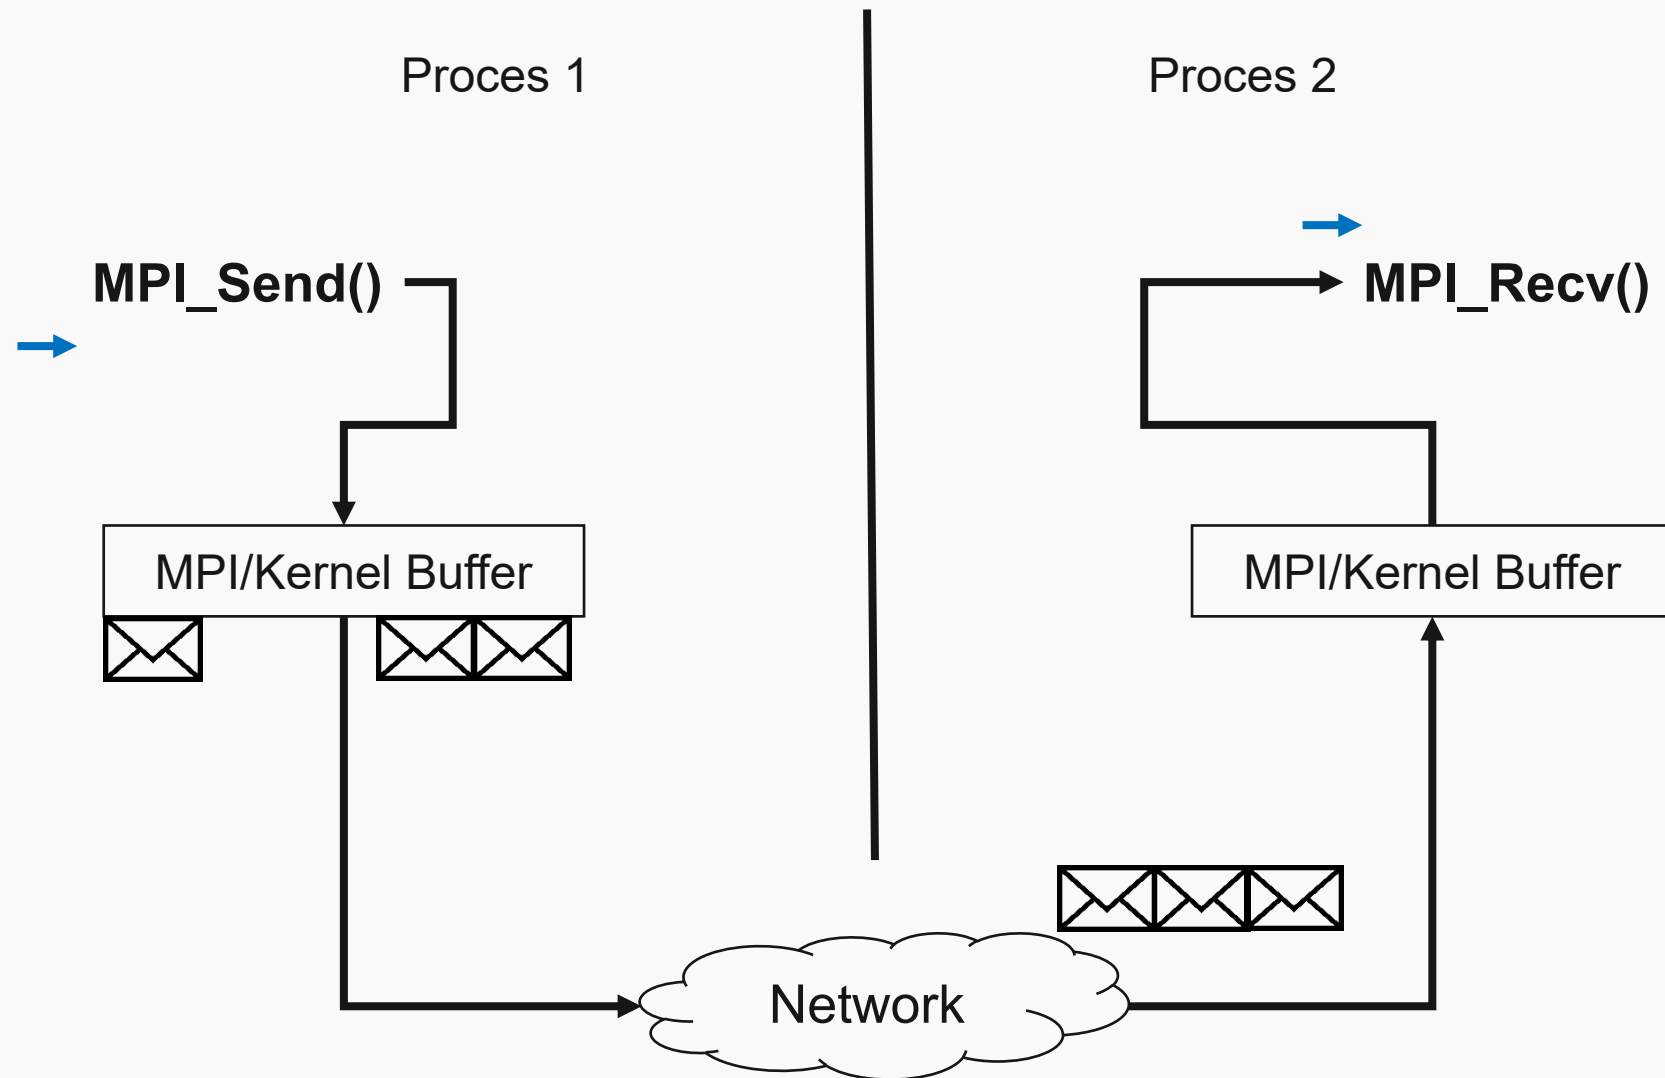 Proces 1
Proces 2
MPI_Send()
MPI_Recv()
MPI/Kernel Buffer
MPI/Kernel Buffer
Network